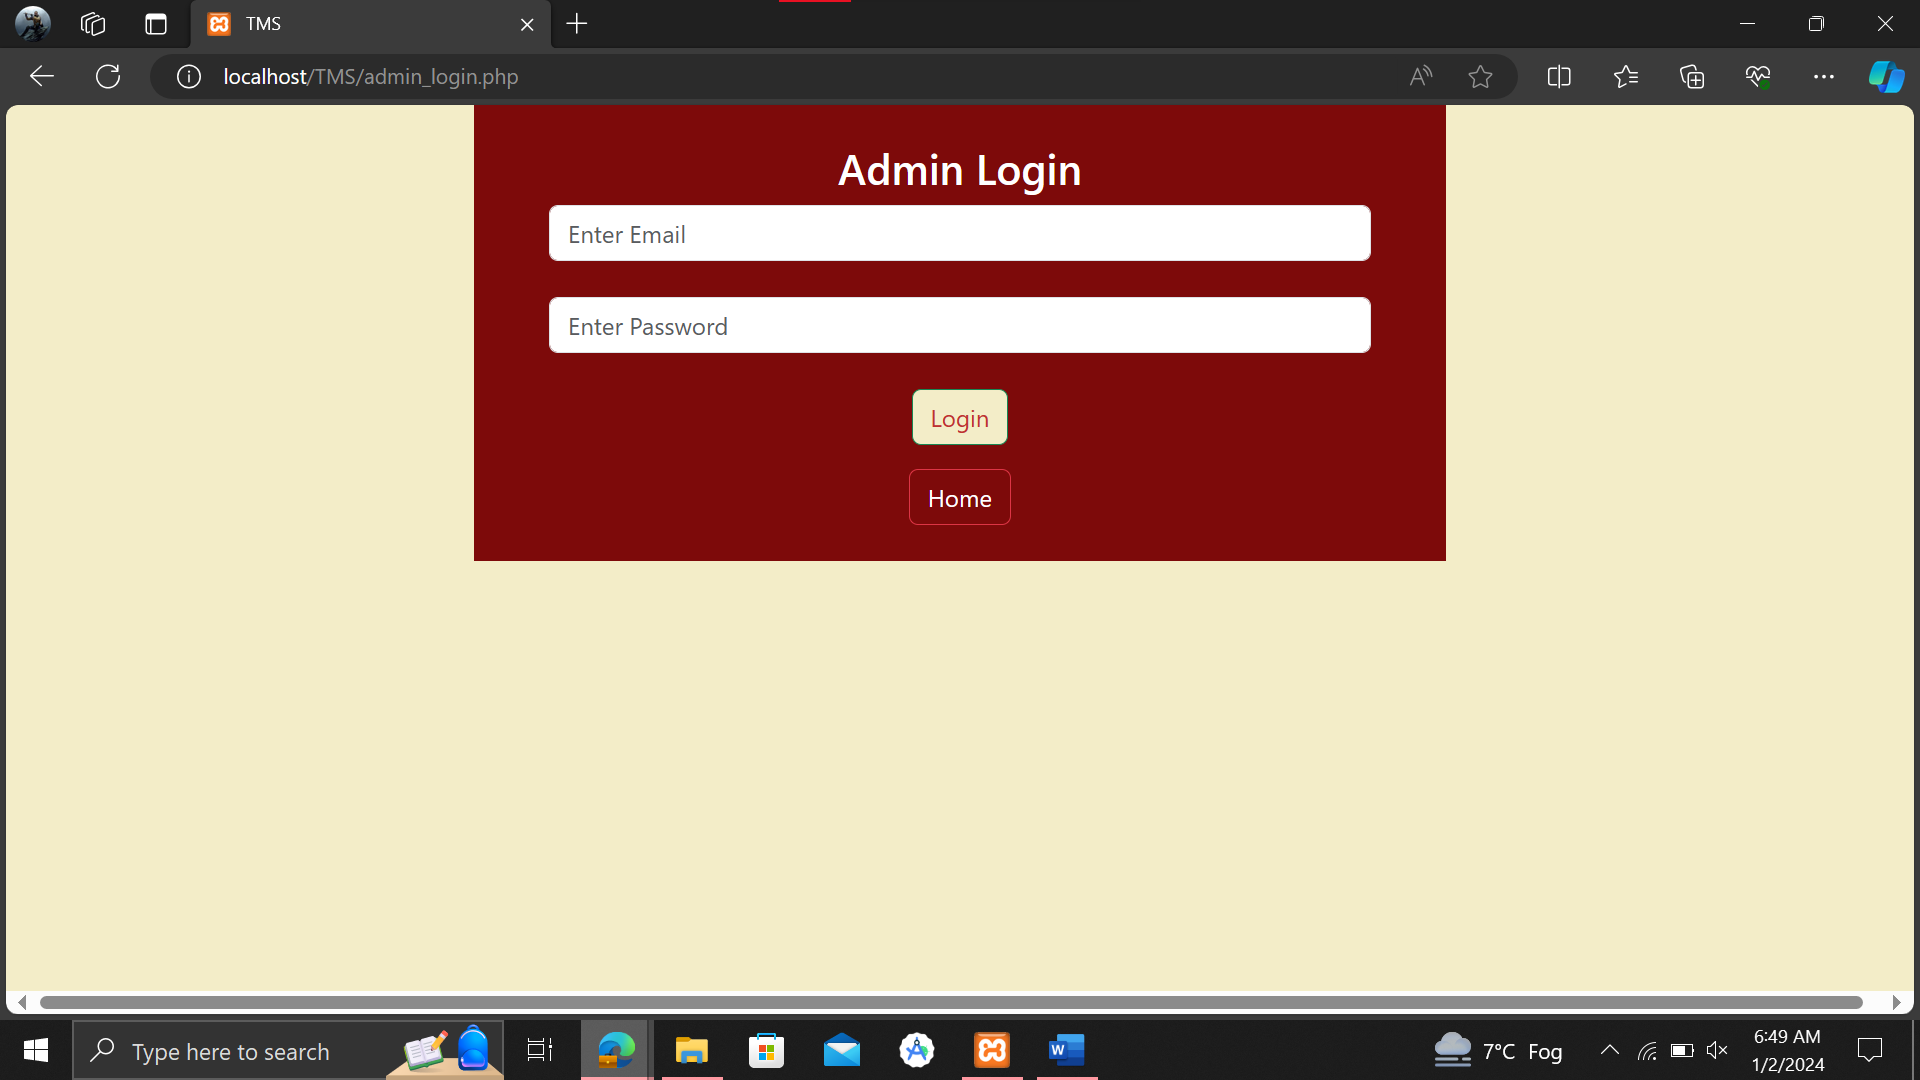 TMS
localhost/TMS/admin_login.php
Admin Login
Enter Email
Enter Password
Login
Home
Type here to search
7°C Fog
6:49 AM
1/2/2024